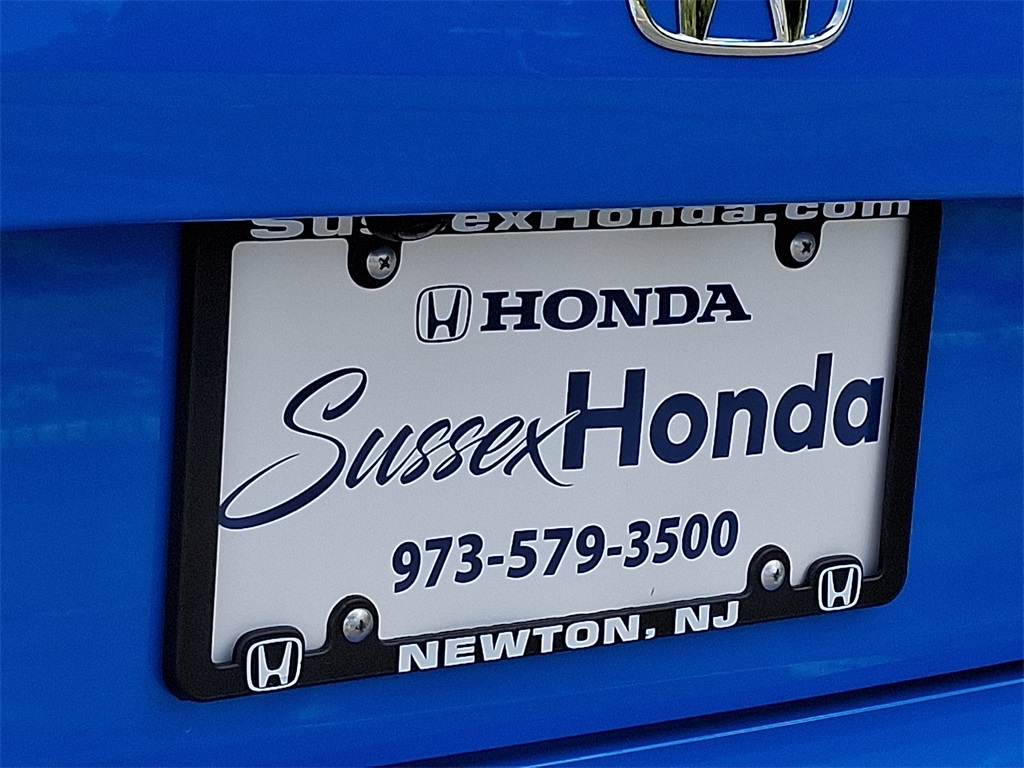 SussexHonda.com
HONDA
SussexHonda
973-579-3500
NEWTON, NJ